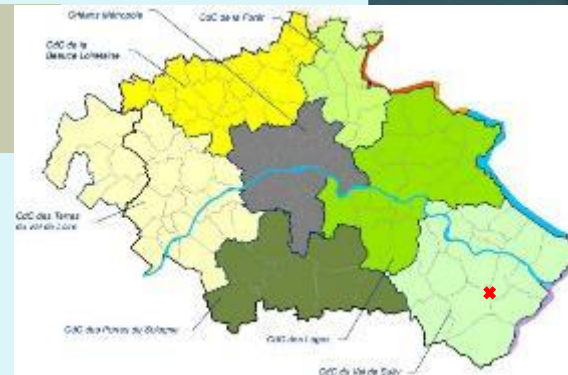 Orléans Métropole
CdC de la Forêt
CdC de la
Beauce Loirétaine
CdC des Terres
du Val de Loire
CdC des Portes de Sologne
CdC des Loges
CdC du Val de Sully